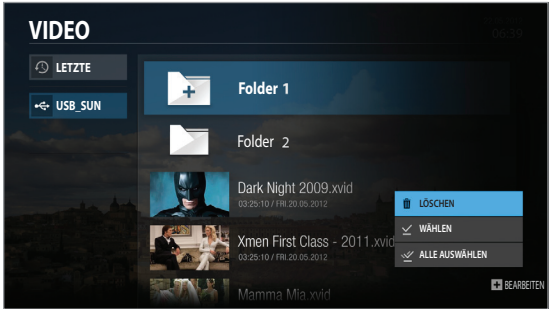 VIDEO
06:39
LETZTE
USB_SUN
Folder 1
Folder 2
Dark Night 2009.xvid
03:25:10 / FRI.20.05.2012
Xmen First Class - 2011.xvid
03:25:10 / FRI.20.05.2012
Mamma Mia.xvid
LÖSCHEN
WÄHLEN
ALLE AUSWÄHLEN
BEARBEITEN